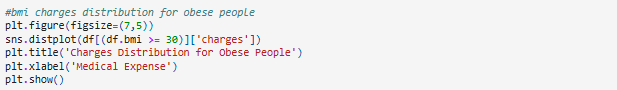 #bmi charges distribution for obese people
plt.figure(figsize=(7,5))
sns.distplot(df[(df.bmi >= 30)]['charges'])
plt.title('Charges Distribution for Obese People')
plt.xlabel('Medical Expense')
plt.show()